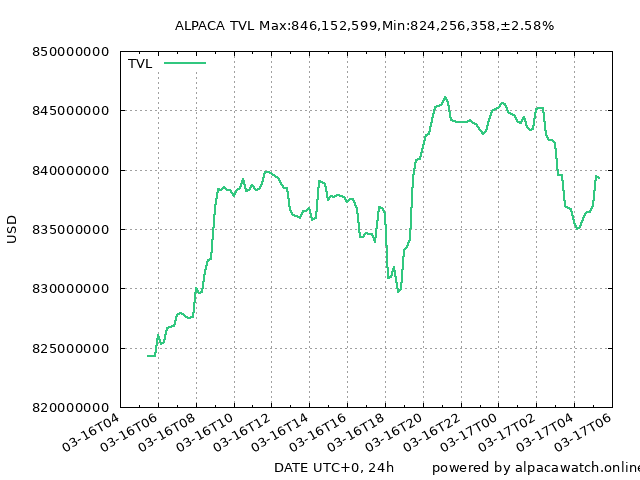 ALPACA TVL Max:846,152,599,Min:824,256,358,±2.58%
850000000
TVL
845000000
840000000
835000000
830000000
825000000
820000000
USD
03-16T04
03-16T06
03-16T08
03-16T10
03-16T12
03-16T14
03-16T16
03-16T18
03-16T20
03-16T22
03-17T00
03-17T02
03-17T04
03-17T06
DATE UTC+0, 24h
powered by alpacawatch.online